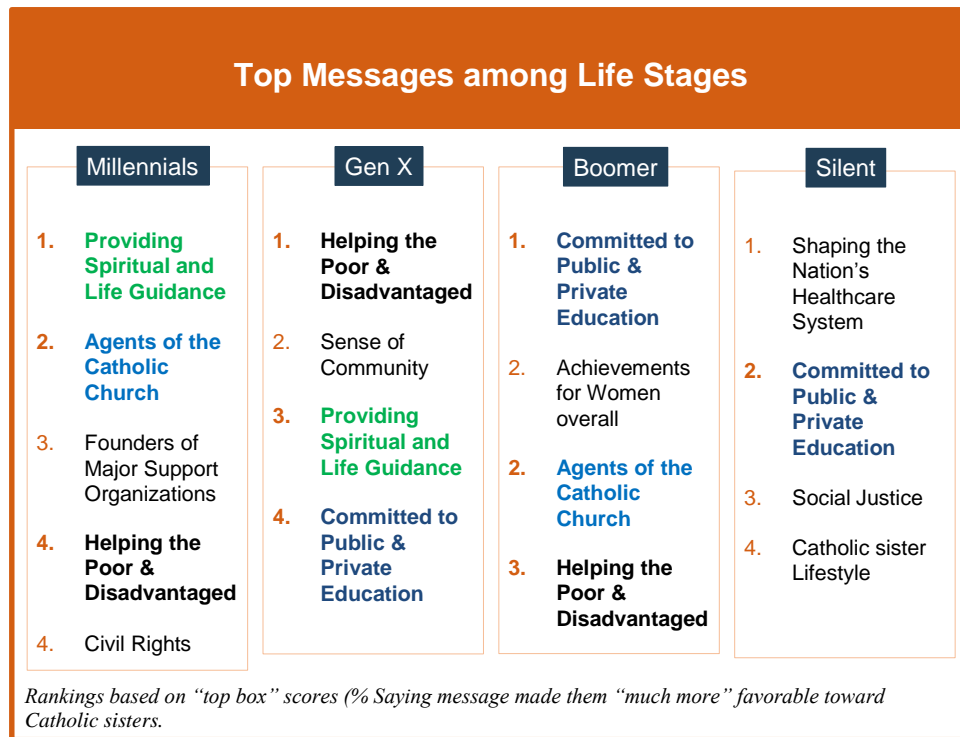 Top Messages among Life Stages
Millennials
1. Providing
Spiritual and
Life Guidance
2. Agents of the
Catholic
Church
3. Founders of
Major Support
Organizations
4. Helping the
Poor &
Disadvantaged
4. Civil Rights
Gen X
1. Helping the
Poor &
Disadvantaged
2. Sense of
Community
3. Providing
Spiritual and
Life Guidance
4. Committed to
Public &
Private
Education
Boomer
1. Committed to
Public &
Private
Education
2. Achievements
for Women
overall
2. Agents of the
Catholic
Church
3. Helping the
Poor &
Disadvantaged
Silent
1. Shaping the
Nation’s
Healthcare
System
2. Committed to
Public &
Private
Education
3. Social Justice
4. Catholic sister
Lifestyle
Rankings based on “top box” scores (% Saying message made them “much more” favorable toward
Catholic sisters.